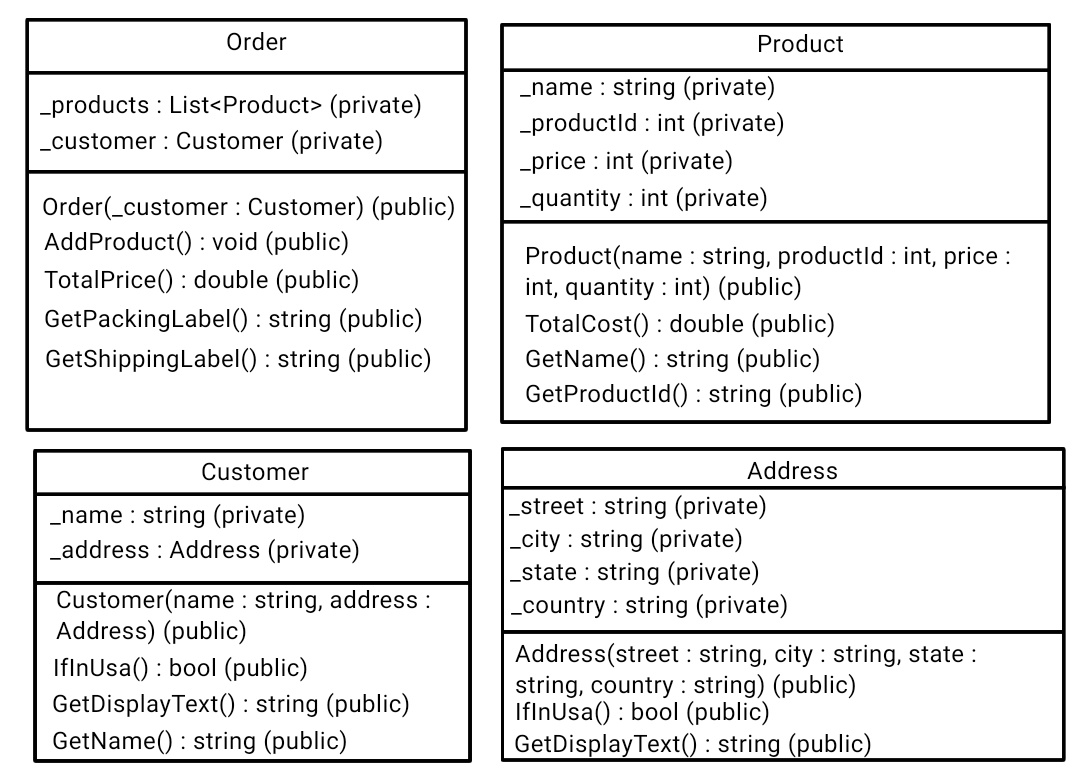 Order
_products : List<Product> (private)
_customer : Customer (private)
Order(_customer : Customer) (public)
AddProduct() : void (public)
TotalPrice() : double (public)
GetPackingLabel() : string (public)
GetShippingLabel() : string (public)
Product
_name : string (private)
_productId : int (private)
_price : int (private)
_quantity : int (private)
Product(name : string, productId : int, price :
int, quantity : int) (public)
TotalCost() : double (public)
GetName() : string (public)
GetProductId() : string (public)
Customer
_name : string (private)
_address : Address (private)
Customer(name : string, address :
Address) (public)
IfInUsa() : bool (public)
GetDisplayText() : string (public)
GetName() : string (public)
Address
_street : string (private)
_city : string (private)
_state : string (private)
_country : string (private)
Address(street : string, city : string, state :
string, country : string) (public)
IfInUsa() : bool (public)
GetDisplayText() : string (public)